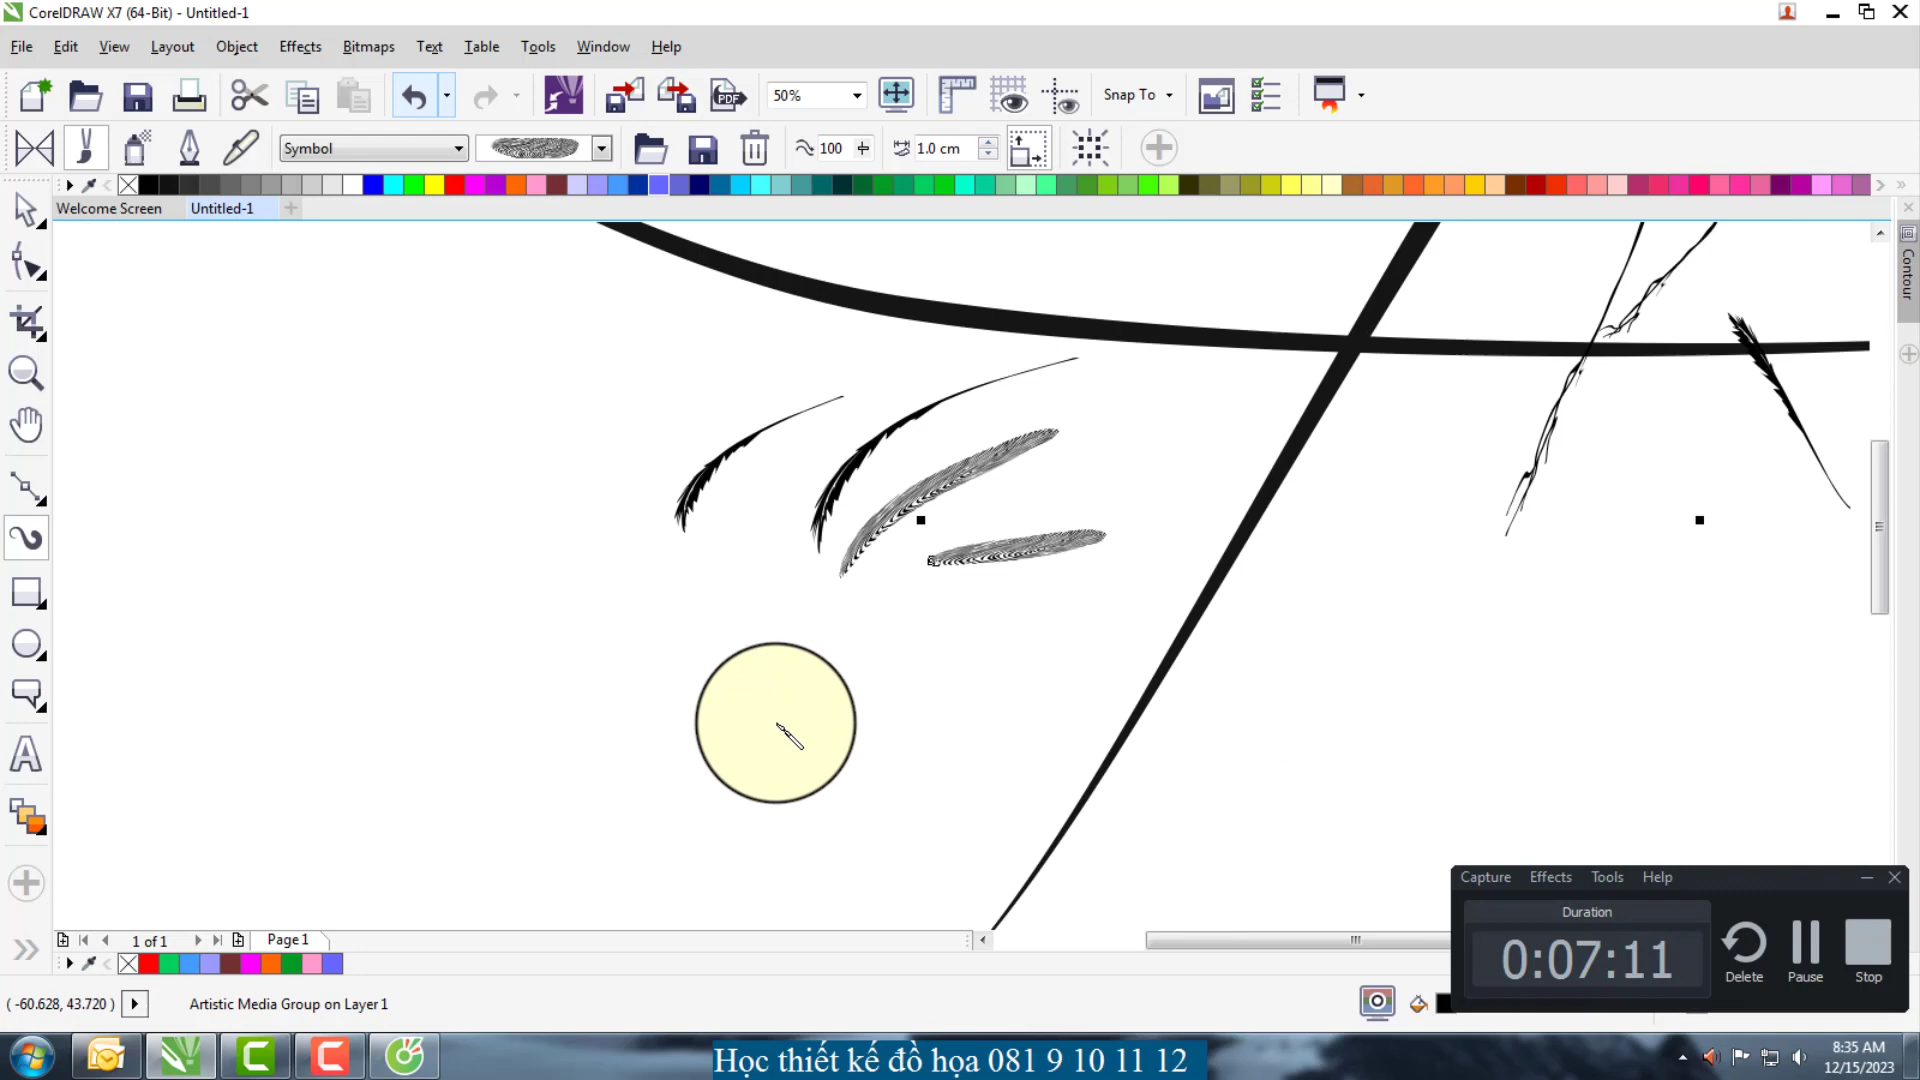 CorelDRAW X7 (64-Bit) - Untitled-1
File Edit View Layout Object Effects Bitmaps Text Table Tools Window Help
PDF 50% Snap To
Symbol 100 1.0 cm
Welcome Screen Untitled-1
Contour
1 of 1 Page 1
( -60.628, 43.720 ) Artistic Media Group on Layer 1
Capture Effects Tools Help
Duration
0:07:11
Delete Pause Stop
Học thiết kế đồ họa 081 9 10 11 12
8:35 AM
12/15/2023